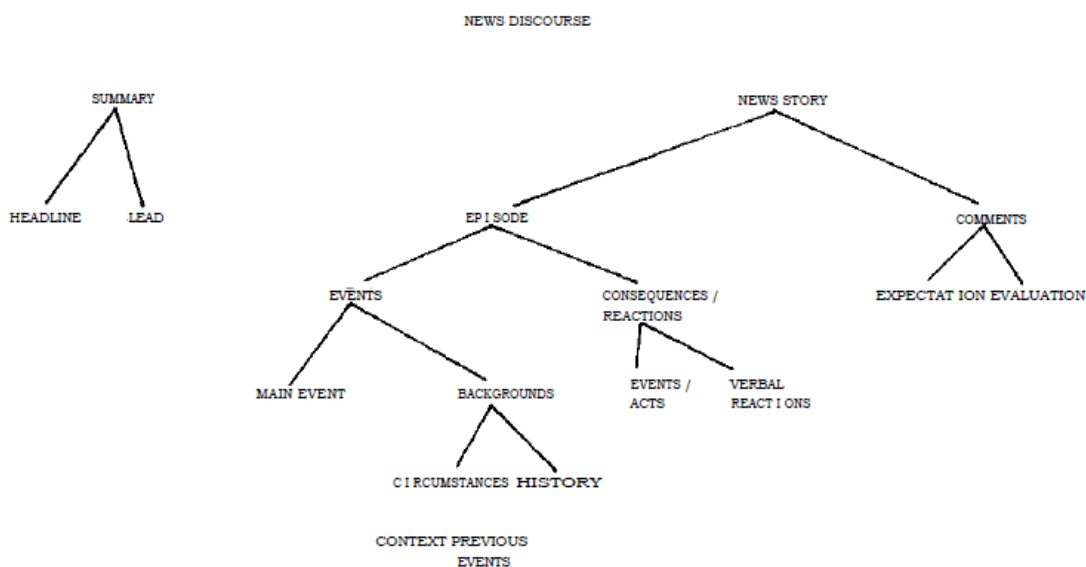 NEWS DISCOURSE
SUMMARY
NEWS STORY
HEADLINE
LEAD
EPISODE
COMMENTS
EVENTS
CONSEQUENCES /
REACTIONS
EXPECTATION EVALUATION
MAIN EVENT
BACKGROUNDS
EVENTS /
ACTS
VERBAL
REACTIONS
CIRCUMSTANCES HISTORY
CONTEXT PREVIOUS
EVENTS